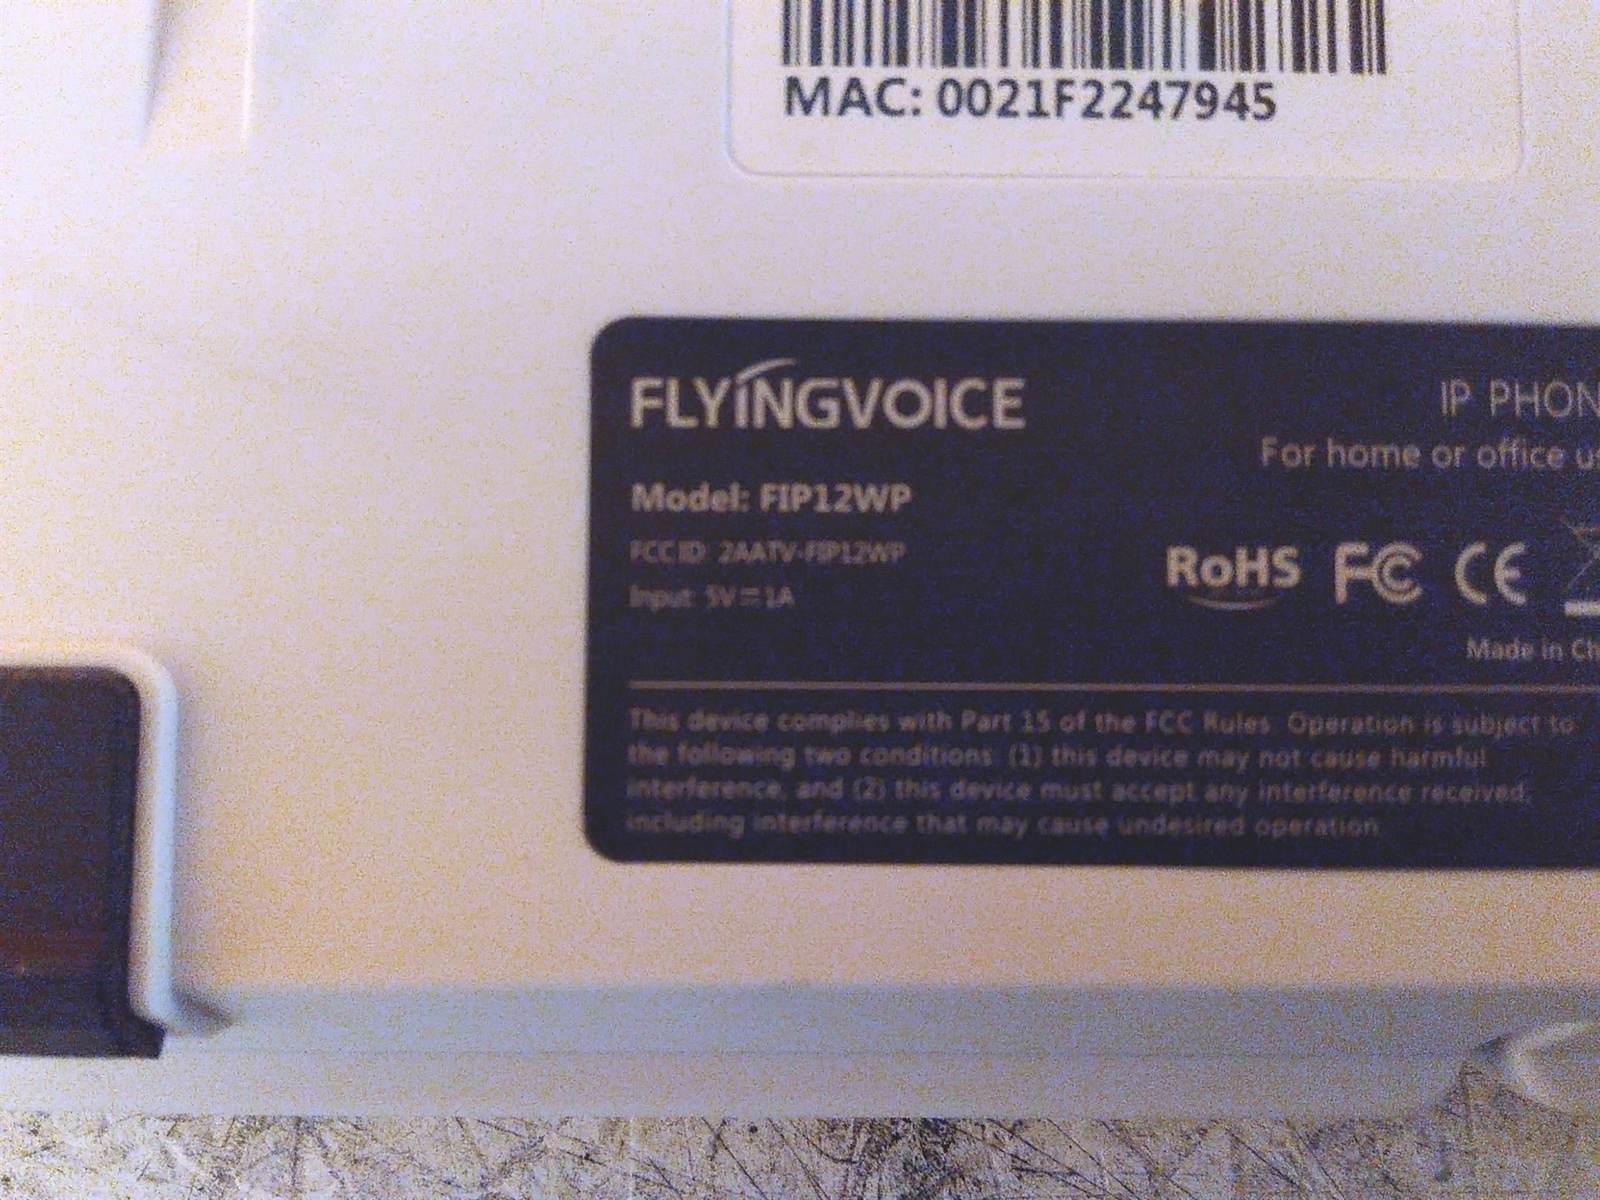 MAC: 0021F2247945
FLYINGVOICE
IP PHON
For home or office us
Model: FIP12WP
FCC ID: 2AATV-FIP12WP
Input: 5V⎓1A
RoHS FC CE
Made in Ch
This device complies with Part 15 of the FCC Rules. Operation is subject to
the following two conditions: (1) this device may not cause harmful
interference, and (2) this device must accept any interference received,
including interference that may cause undesired operation.